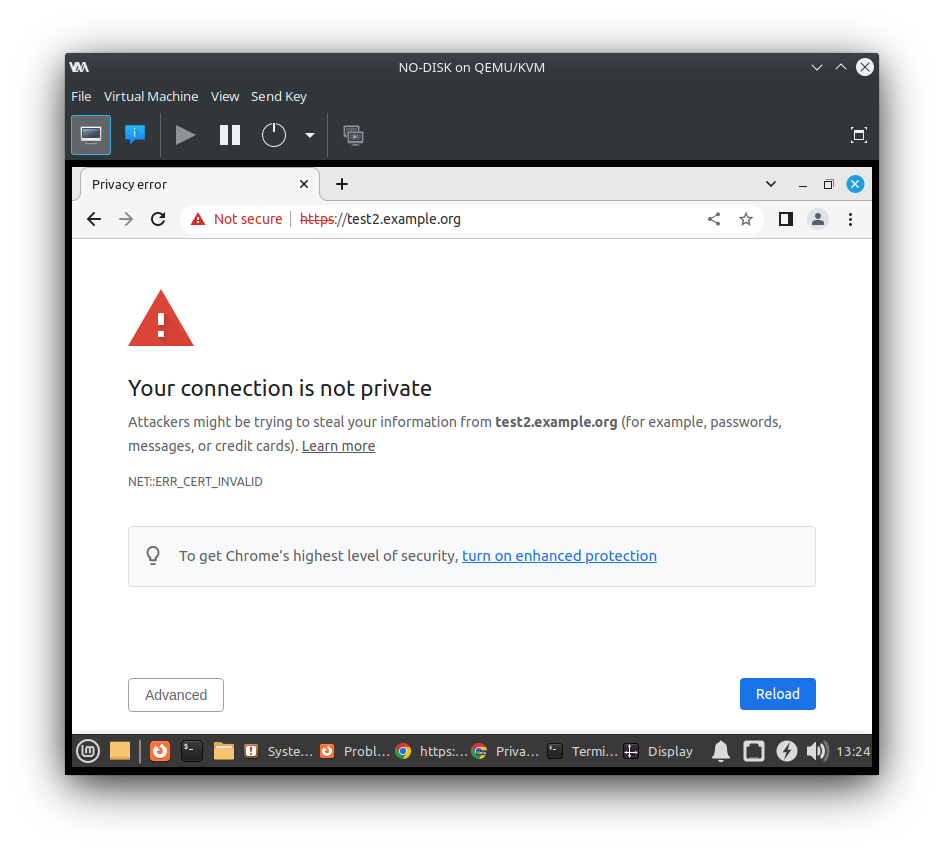 NO-DISK on QEMU/KVM
File Virtual Machine View Send Key
Privacy error
Not secure https://test2.example.org
Your connection is not private
Attackers might be trying to steal your information from test2.example.org (for example, passwords,
messages, or credit cards). Learn more
NET::ERR_CERT_INVALID
To get Chrome’s highest level of security, turn on enhanced protection
Advanced
Reload
Syste... Probl... https:... Priva... Termi... Display 13:24